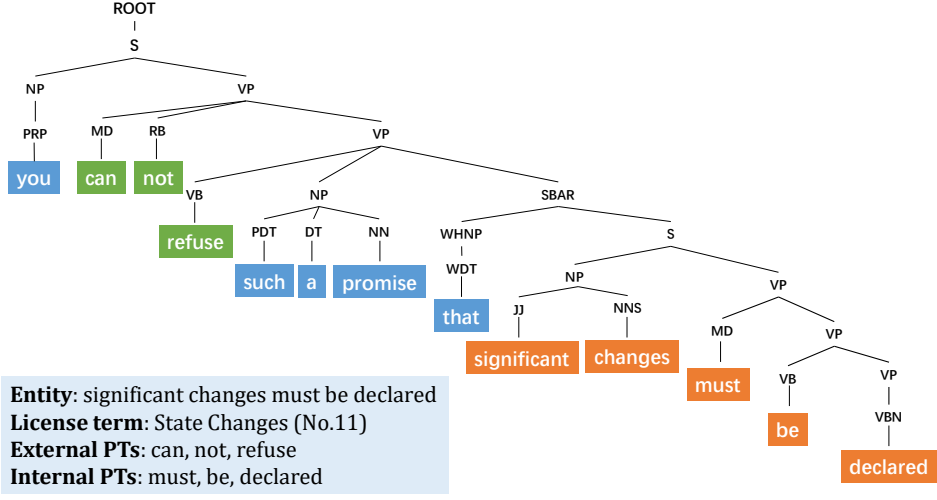 ROOT
S
NP VP
PRP MD RB VP
you can not
VB NP SBAR
refuse PDT DT NN WHNP S
such a promise WDT NP VP
that JJ NNS MD VP
significant changes must VB VP
be VBN
declared
Entity: significant changes must be declared
License term: State Changes (No.11)
External PTs: can, not, refuse
Internal PTs: must, be, declared